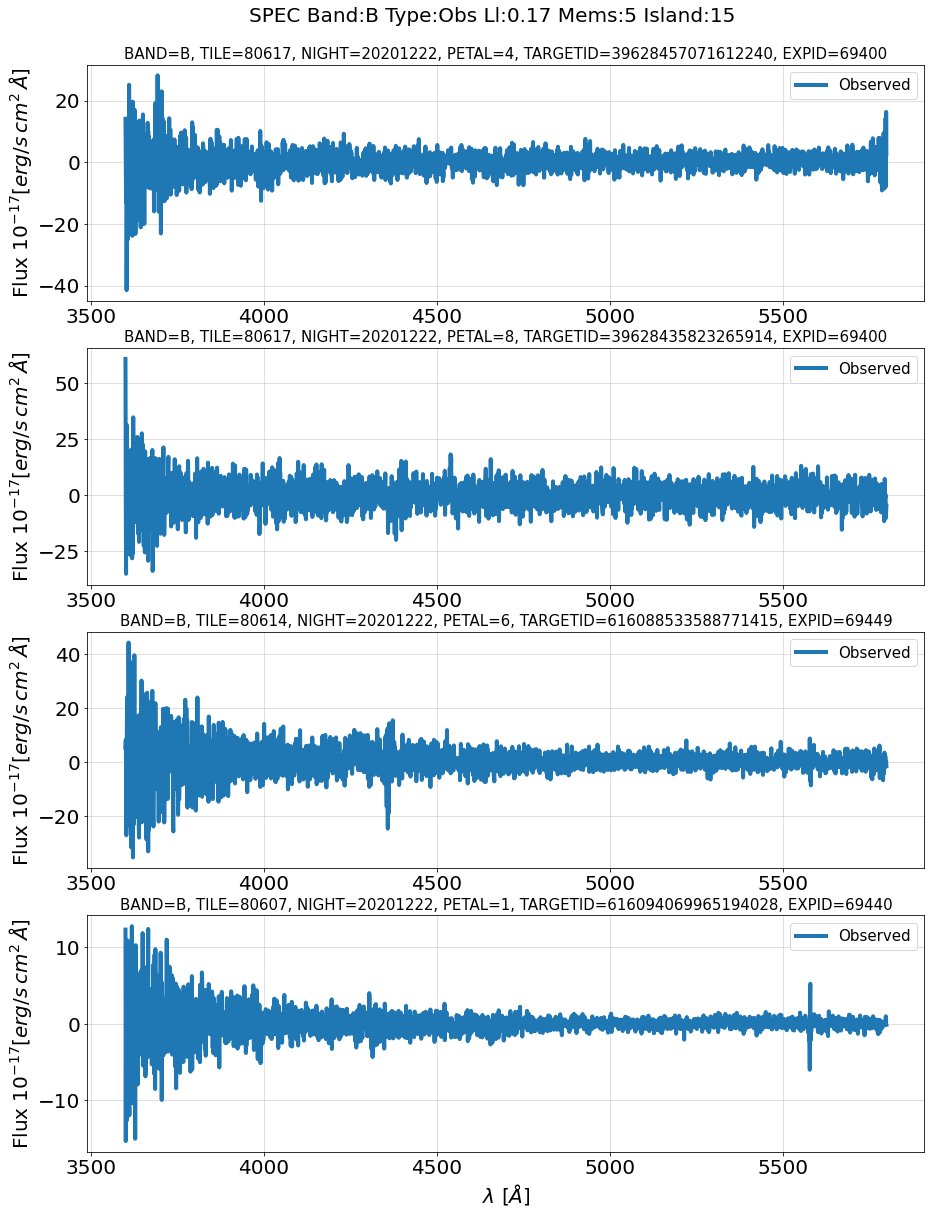 SPEC Band:B Type:Obs Ll:0.17 Mems:5 Island:15
BAND=B, TILE=80617, NIGHT=20201222, PETAL=4, TARGETID=39628457071612240, EXPID=69400
Observed
20
0
−20
−40
Flux 10^{−17}[erg/s cm^2 Å]
3500 4000 4500 5000 5500
BAND=B, TILE=80617, NIGHT=20201222, PETAL=8, TARGETID=39628435823265914, EXPID=69400
Observed
50
25
0
−25
Flux 10^{−17}[erg/s cm^2 Å]
3500 4000 4500 5000 5500
BAND=B, TILE=80614, NIGHT=20201222, PETAL=6, TARGETID=616088533588771415, EXPID=69449
Observed
40
20
0
−20
Flux 10^{−17}[erg/s cm^2 Å]
3500 4000 4500 5000 5500
BAND=B, TILE=80607, NIGHT=20201222, PETAL=1, TARGETID=616094069965194028, EXPID=69440
Observed
10
0
−10
Flux 10^{−17}[erg/s cm^2 Å]
3500 4000 4500 5000 5500
λ [Å]